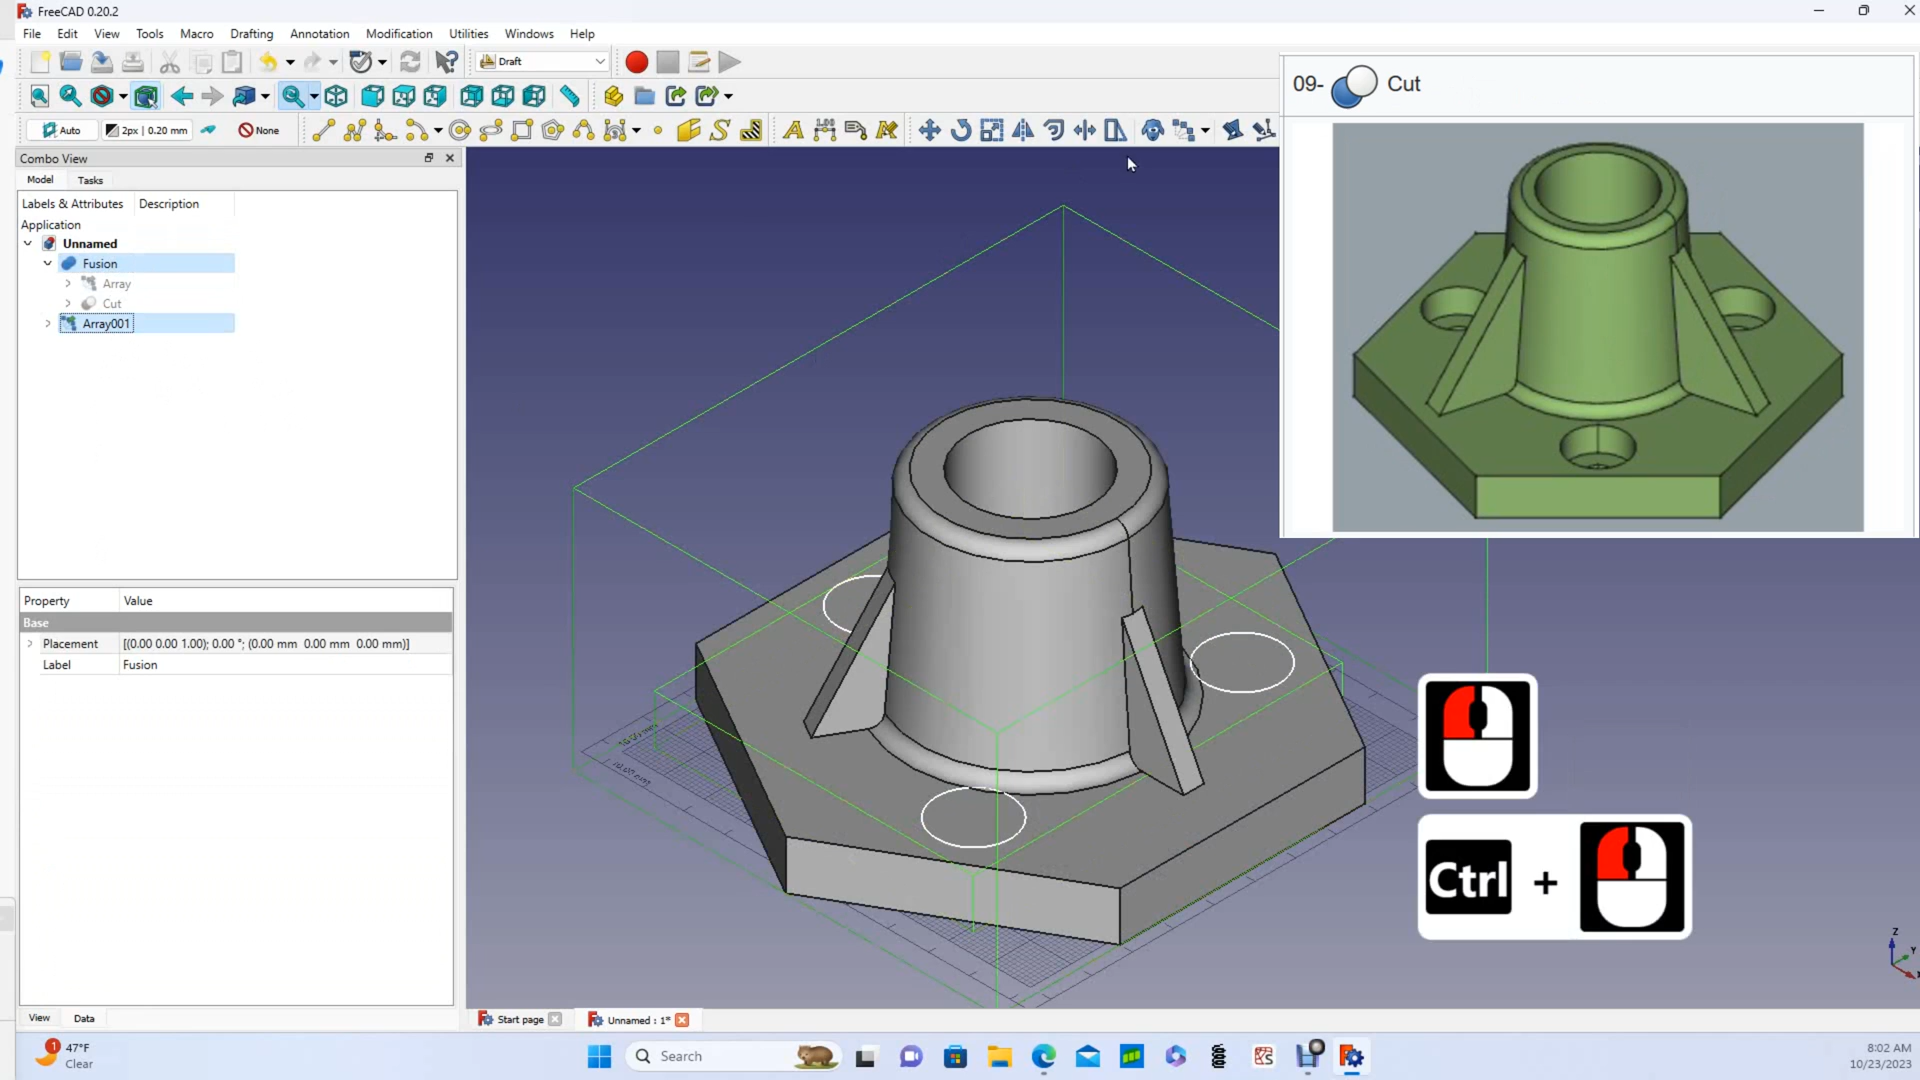 FreeCAD 0.20.2
File Edit View Tools Macro Drafting Annotation Modification Utilities Windows Help
Draft
Auto 2px | 0.20 mm None
09- Cut
Combo View
Model Tasks
Labels & Attributes Description
Application
Unnamed
Fusion
Array
Cut
Array001
Property Value
Base
Placement [(0.00 0.00 1.00); 0.00 °; (0.00 mm 0.00 mm 0.00 mm)]
Label Fusion
Ctrl +
Z
Y
View Data
Start page Unnamed : 1*
1 47°F
Clear
Search
8:02 AM
10/23/2023